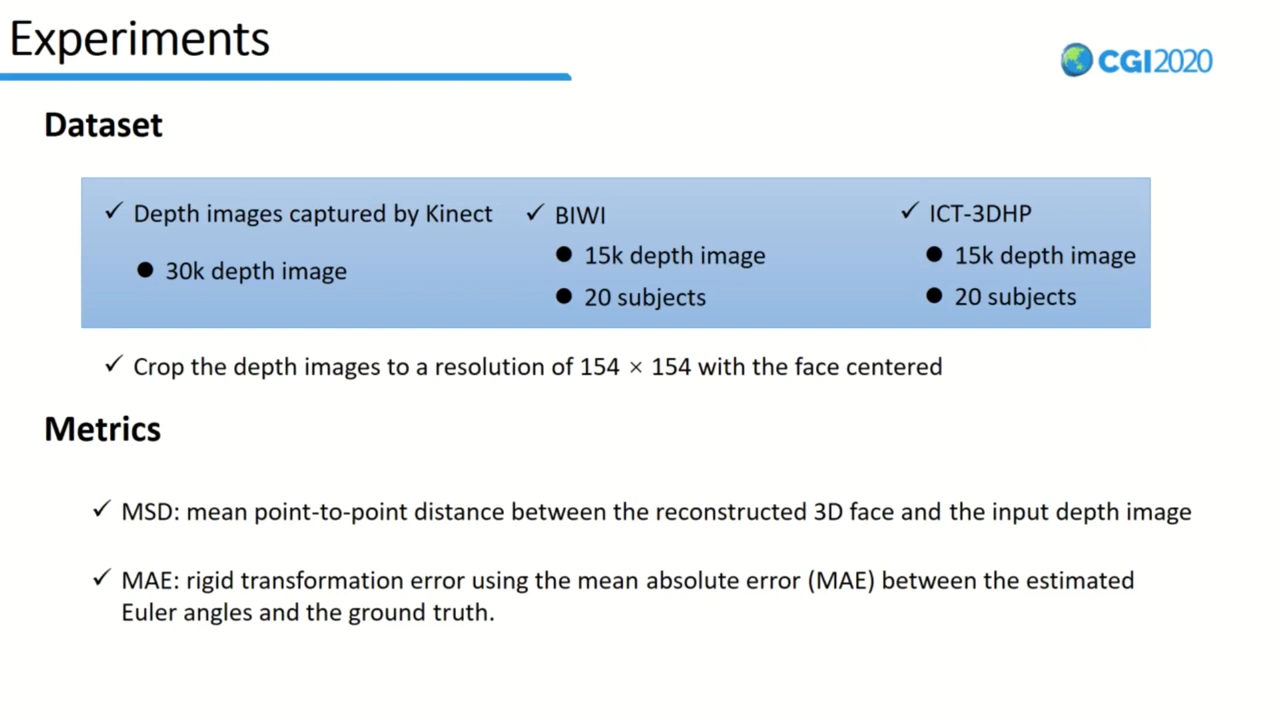 Experiments
CGI2020
Dataset
✓ Depth images captured by Kinect
● 30k depth image
✓ BIWI
● 15k depth image
● 20 subjects
✓ ICT-3DHP
● 15k depth image
● 20 subjects
✓ Crop the depth images to a resolution of 154 × 154 with the face centered
Metrics
✓ MSD: mean point-to-point distance between the reconstructed 3D face and the input depth image
✓ MAE: rigid transformation error using the mean absolute error (MAE) between the estimated
Euler angles and the ground truth.